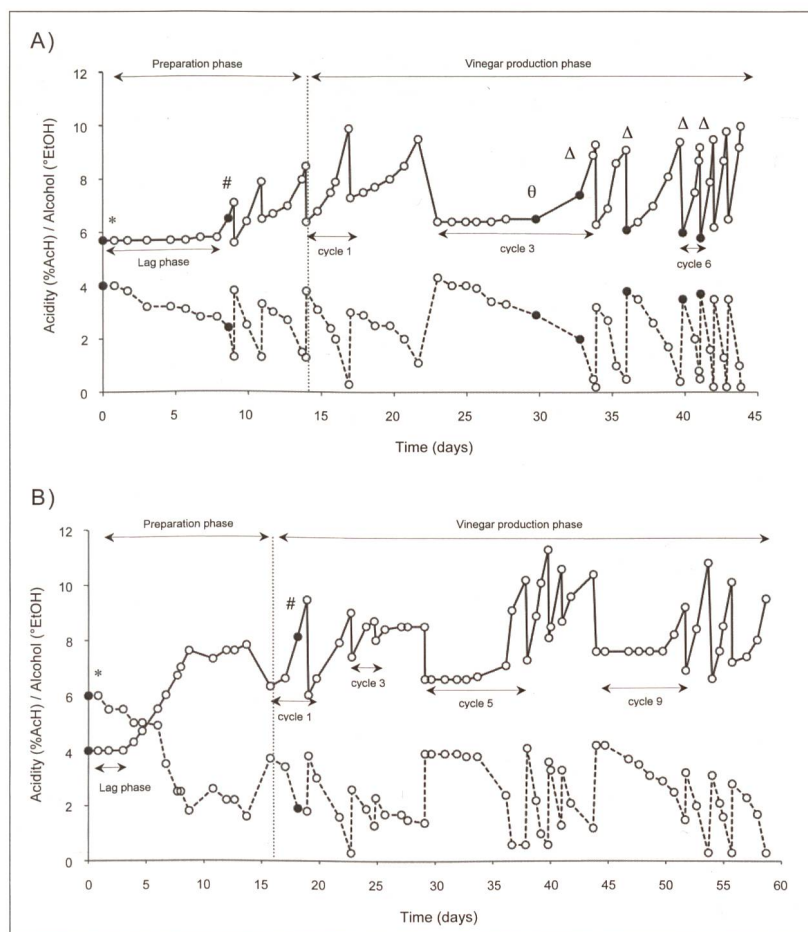 A)
Preparation phase
Vinegar production phase
Acidity (%AcH) / Alcohol (°EtOH)
12
10
8
6
4
2
0
*
#
θ
Δ
Δ
Δ
Δ
Lag phase
cycle 1
cycle 3
cycle 6
0
5
10
15
20
25
30
35
40
45
Time (days)
B)
Preparation phase
Vinegar production phase
Acidity (%AcH) / Alcohol (°EtOH)
12
10
8
6
4
2
0
*
#
Lag phase
cycle 1
cycle 3
cycle 5
cycle 9
0
5
10
15
20
25
30
35
40
45
50
55
60
Time (days)